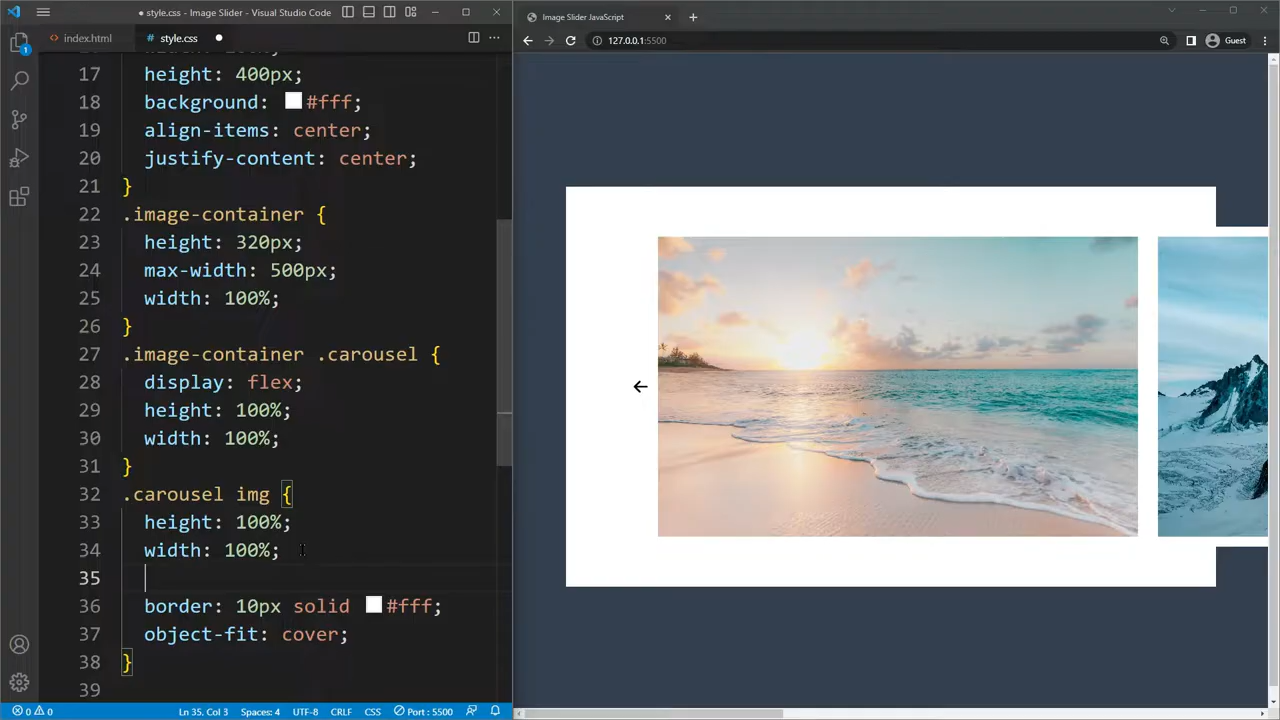 style.css - Image Slider - Visual Studio Code
index.html
# style.css
17 height: 400px;
18 background: #fff;
19 align-items: center;
20 justify-content: center;
21 }
22 .image-container {
23 height: 320px;
24 max-width: 500px;
25 width: 100%;
26 }
27 .image-container .carousel {
28 display: flex;
29 height: 100%;
30 width: 100%;
31 }
32 .carousel img {
33 height: 100%;
34 width: 100%;
35
36 border: 10px solid #fff;
37 object-fit: cover;
38 }
39
1
0 0 Ln 35, Col 3 Spaces: 4 UTF-8 CRLF CSS Port : 5500
Image Slider JavaScript
127.0.0.1:5500
Guest